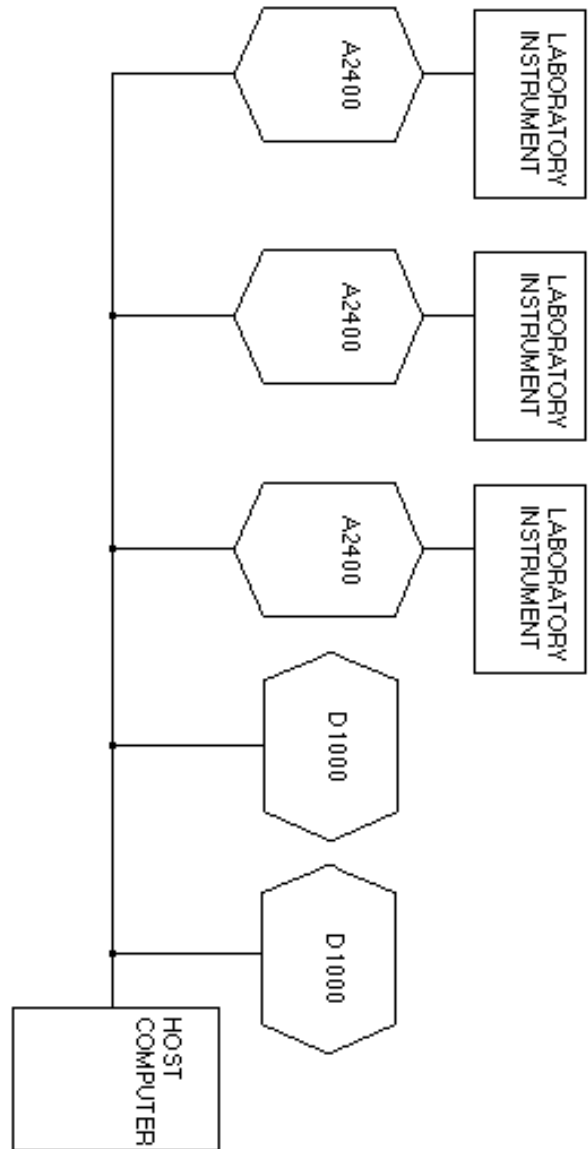 LABORATORY
INSTRUMENT
LABORATORY
INSTRUMENT
LABORATORY
INSTRUMENT
A2400
A2400
A2400
D1000
D1000
HOST
COMPUTER